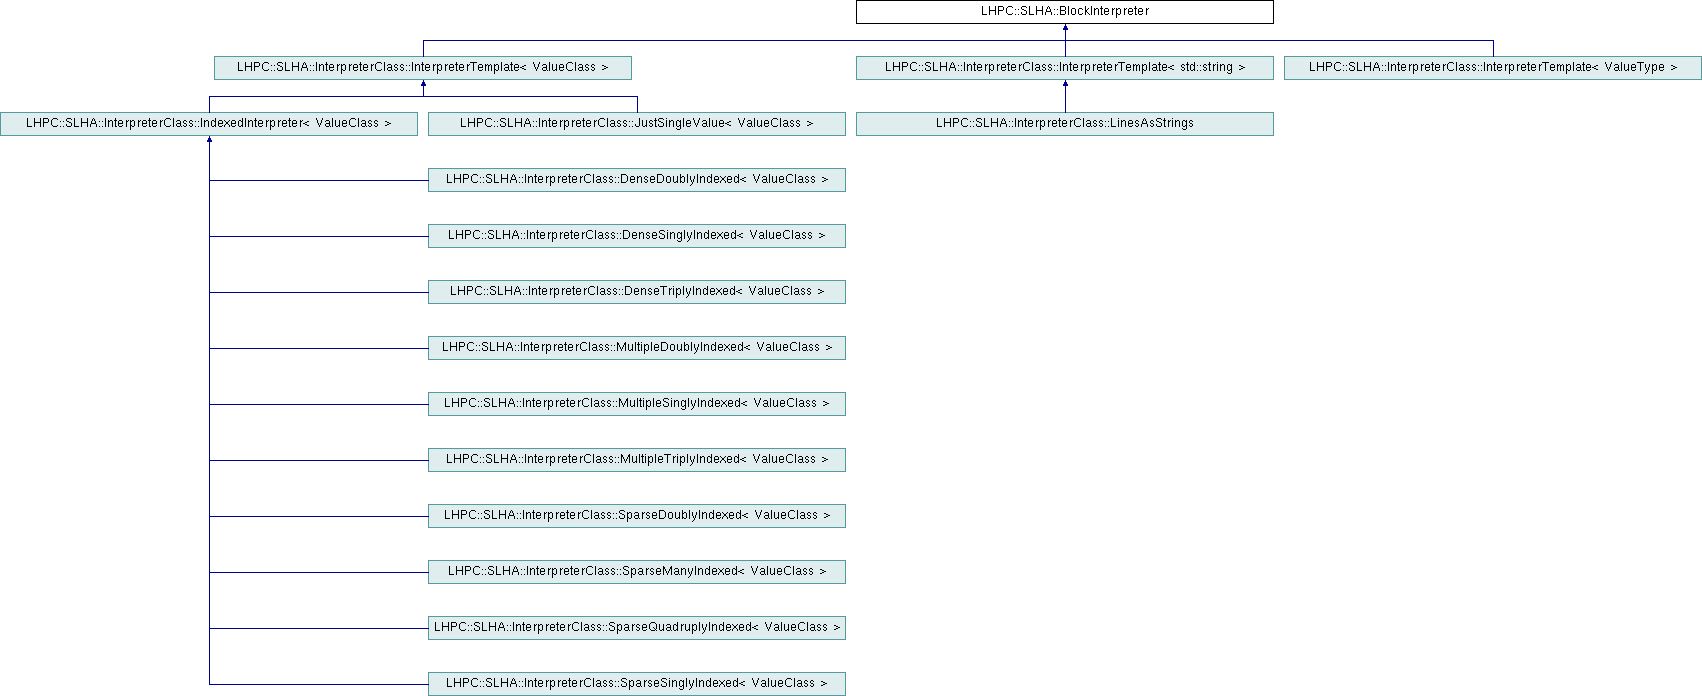 LHPC::SLHA::BlockInterpreter
LHPC::SLHA::InterpreterClass::InterpreterTemplate< ValueClass >
LHPC::SLHA::InterpreterClass::InterpreterTemplate< std::string >
LHPC::SLHA::InterpreterClass::InterpreterTemplate< ValueType >
LHPC::SLHA::InterpreterClass::IndexedInterpreter< ValueClass >
LHPC::SLHA::InterpreterClass::JustSingleValue< ValueClass >
LHPC::SLHA::InterpreterClass::LinesAsStrings
LHPC::SLHA::InterpreterClass::DenseDoublyIndexed< ValueClass >
LHPC::SLHA::InterpreterClass::DenseSinglyIndexed< ValueClass >
LHPC::SLHA::InterpreterClass::DenseTriplyIndexed< ValueClass >
LHPC::SLHA::InterpreterClass::MultipleDoublyIndexed< ValueClass >
LHPC::SLHA::InterpreterClass::MultipleSinglyIndexed< ValueClass >
LHPC::SLHA::InterpreterClass::MultipleTriplyIndexed< ValueClass >
LHPC::SLHA::InterpreterClass::SparseDoublyIndexed< ValueClass >
LHPC::SLHA::InterpreterClass::SparseManyIndexed< ValueClass >
LHPC::SLHA::InterpreterClass::SparseQuadruplyIndexed< ValueClass >
LHPC::SLHA::InterpreterClass::SparseSinglyIndexed< ValueClass >